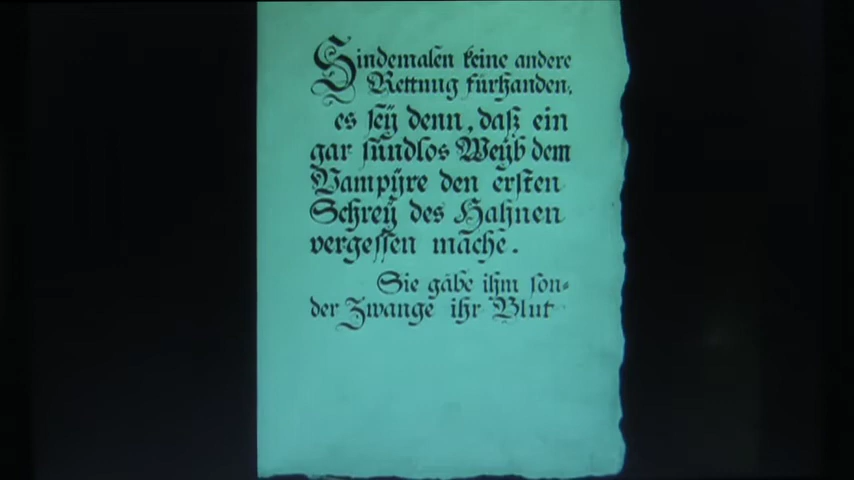 Sindemalen keine andere
Rettung fürhanden,
es sey denn, daß ein
gar sündlos Weyb dem
Vampyre den ersten
Schrey des Hahnen
vergessen mache.
Sie gäbe ihm son=
der Zwange ihr Blut